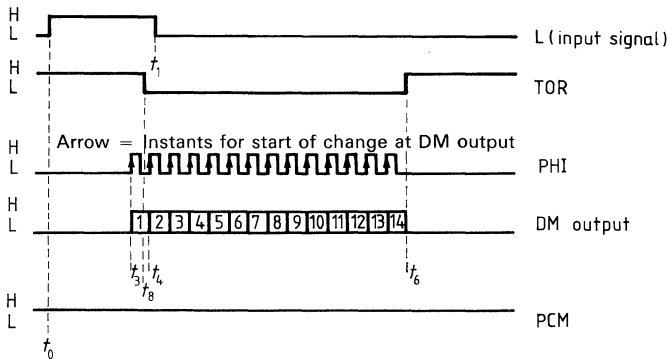 H
L
L (input signal)
t1
H
L
TOR
Arrow = Instants for start of change at DM output
H
L
PHI
H
L
1 2 3 4 5 6 7 8 9 10 11 12 13 14
DM output
t3 t4 t6
t8
H
L
PCM
t0